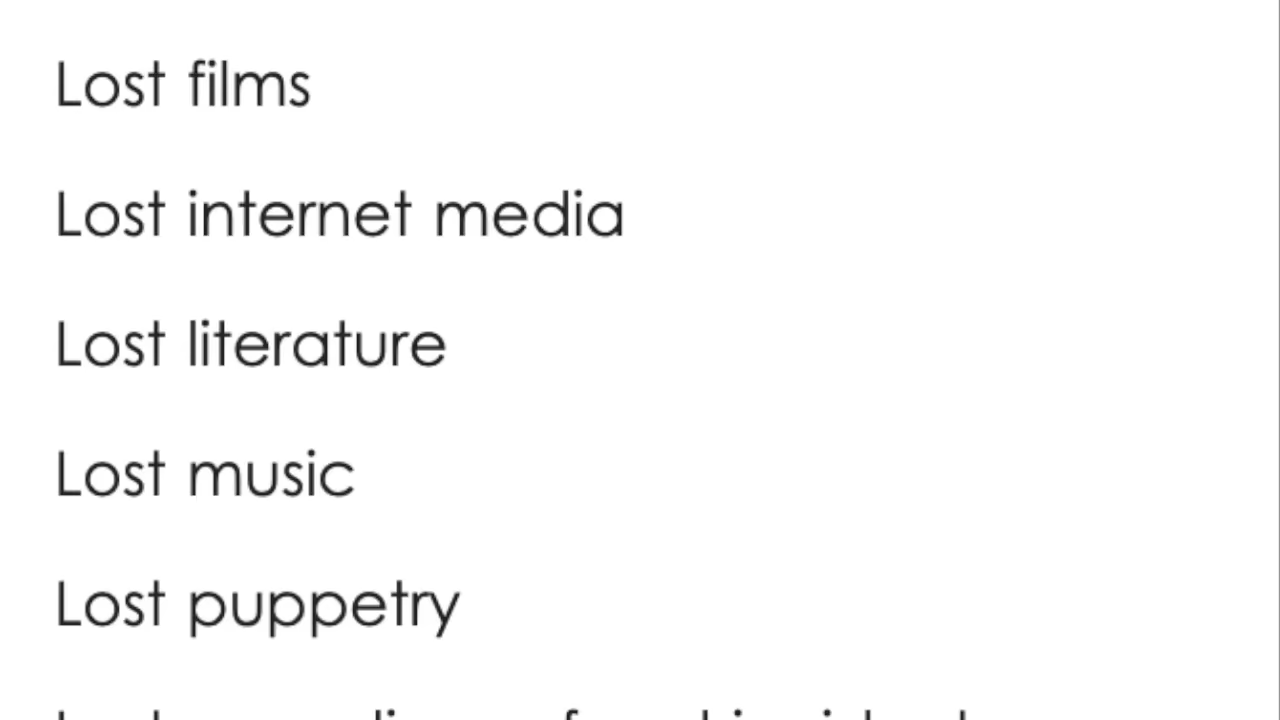 Lost films
Lost internet media
Lost literature
Lost music
Lost puppetry